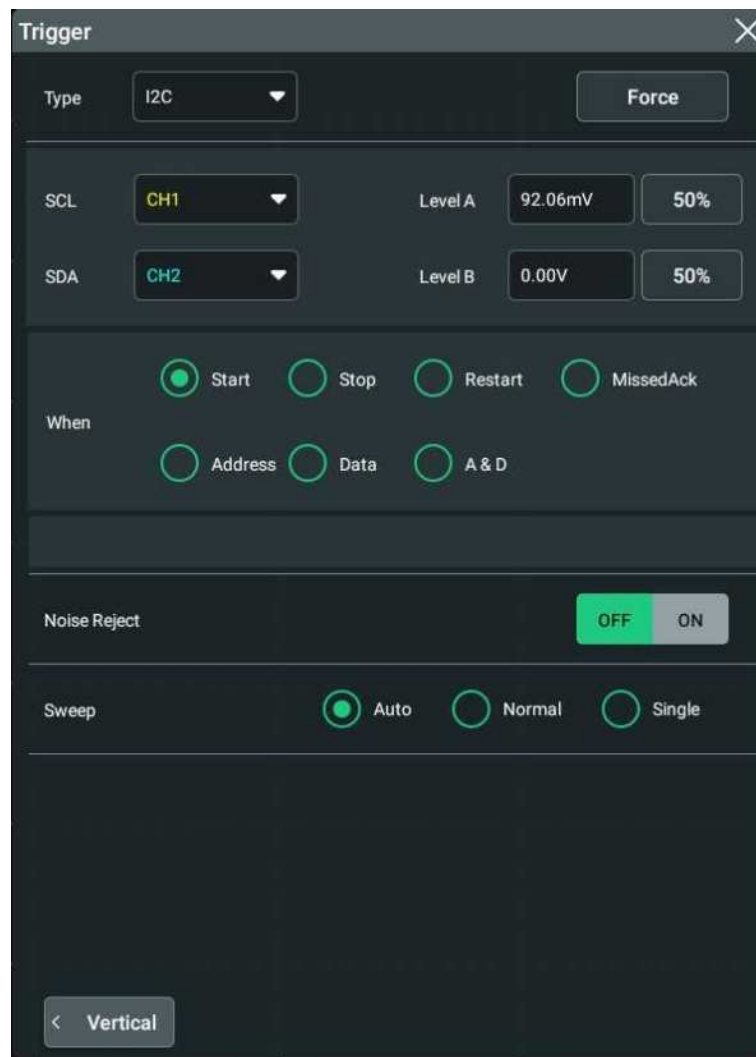 Trigger
Type I2C Force
SCL CH1 Level A 92.06mV 50%
SDA CH2 Level B 0.00V 50%
Start Stop Restart MissedAck
When
Address Data A & D
Noise Reject OFF ON
Sweep Auto Normal Single
< Vertical